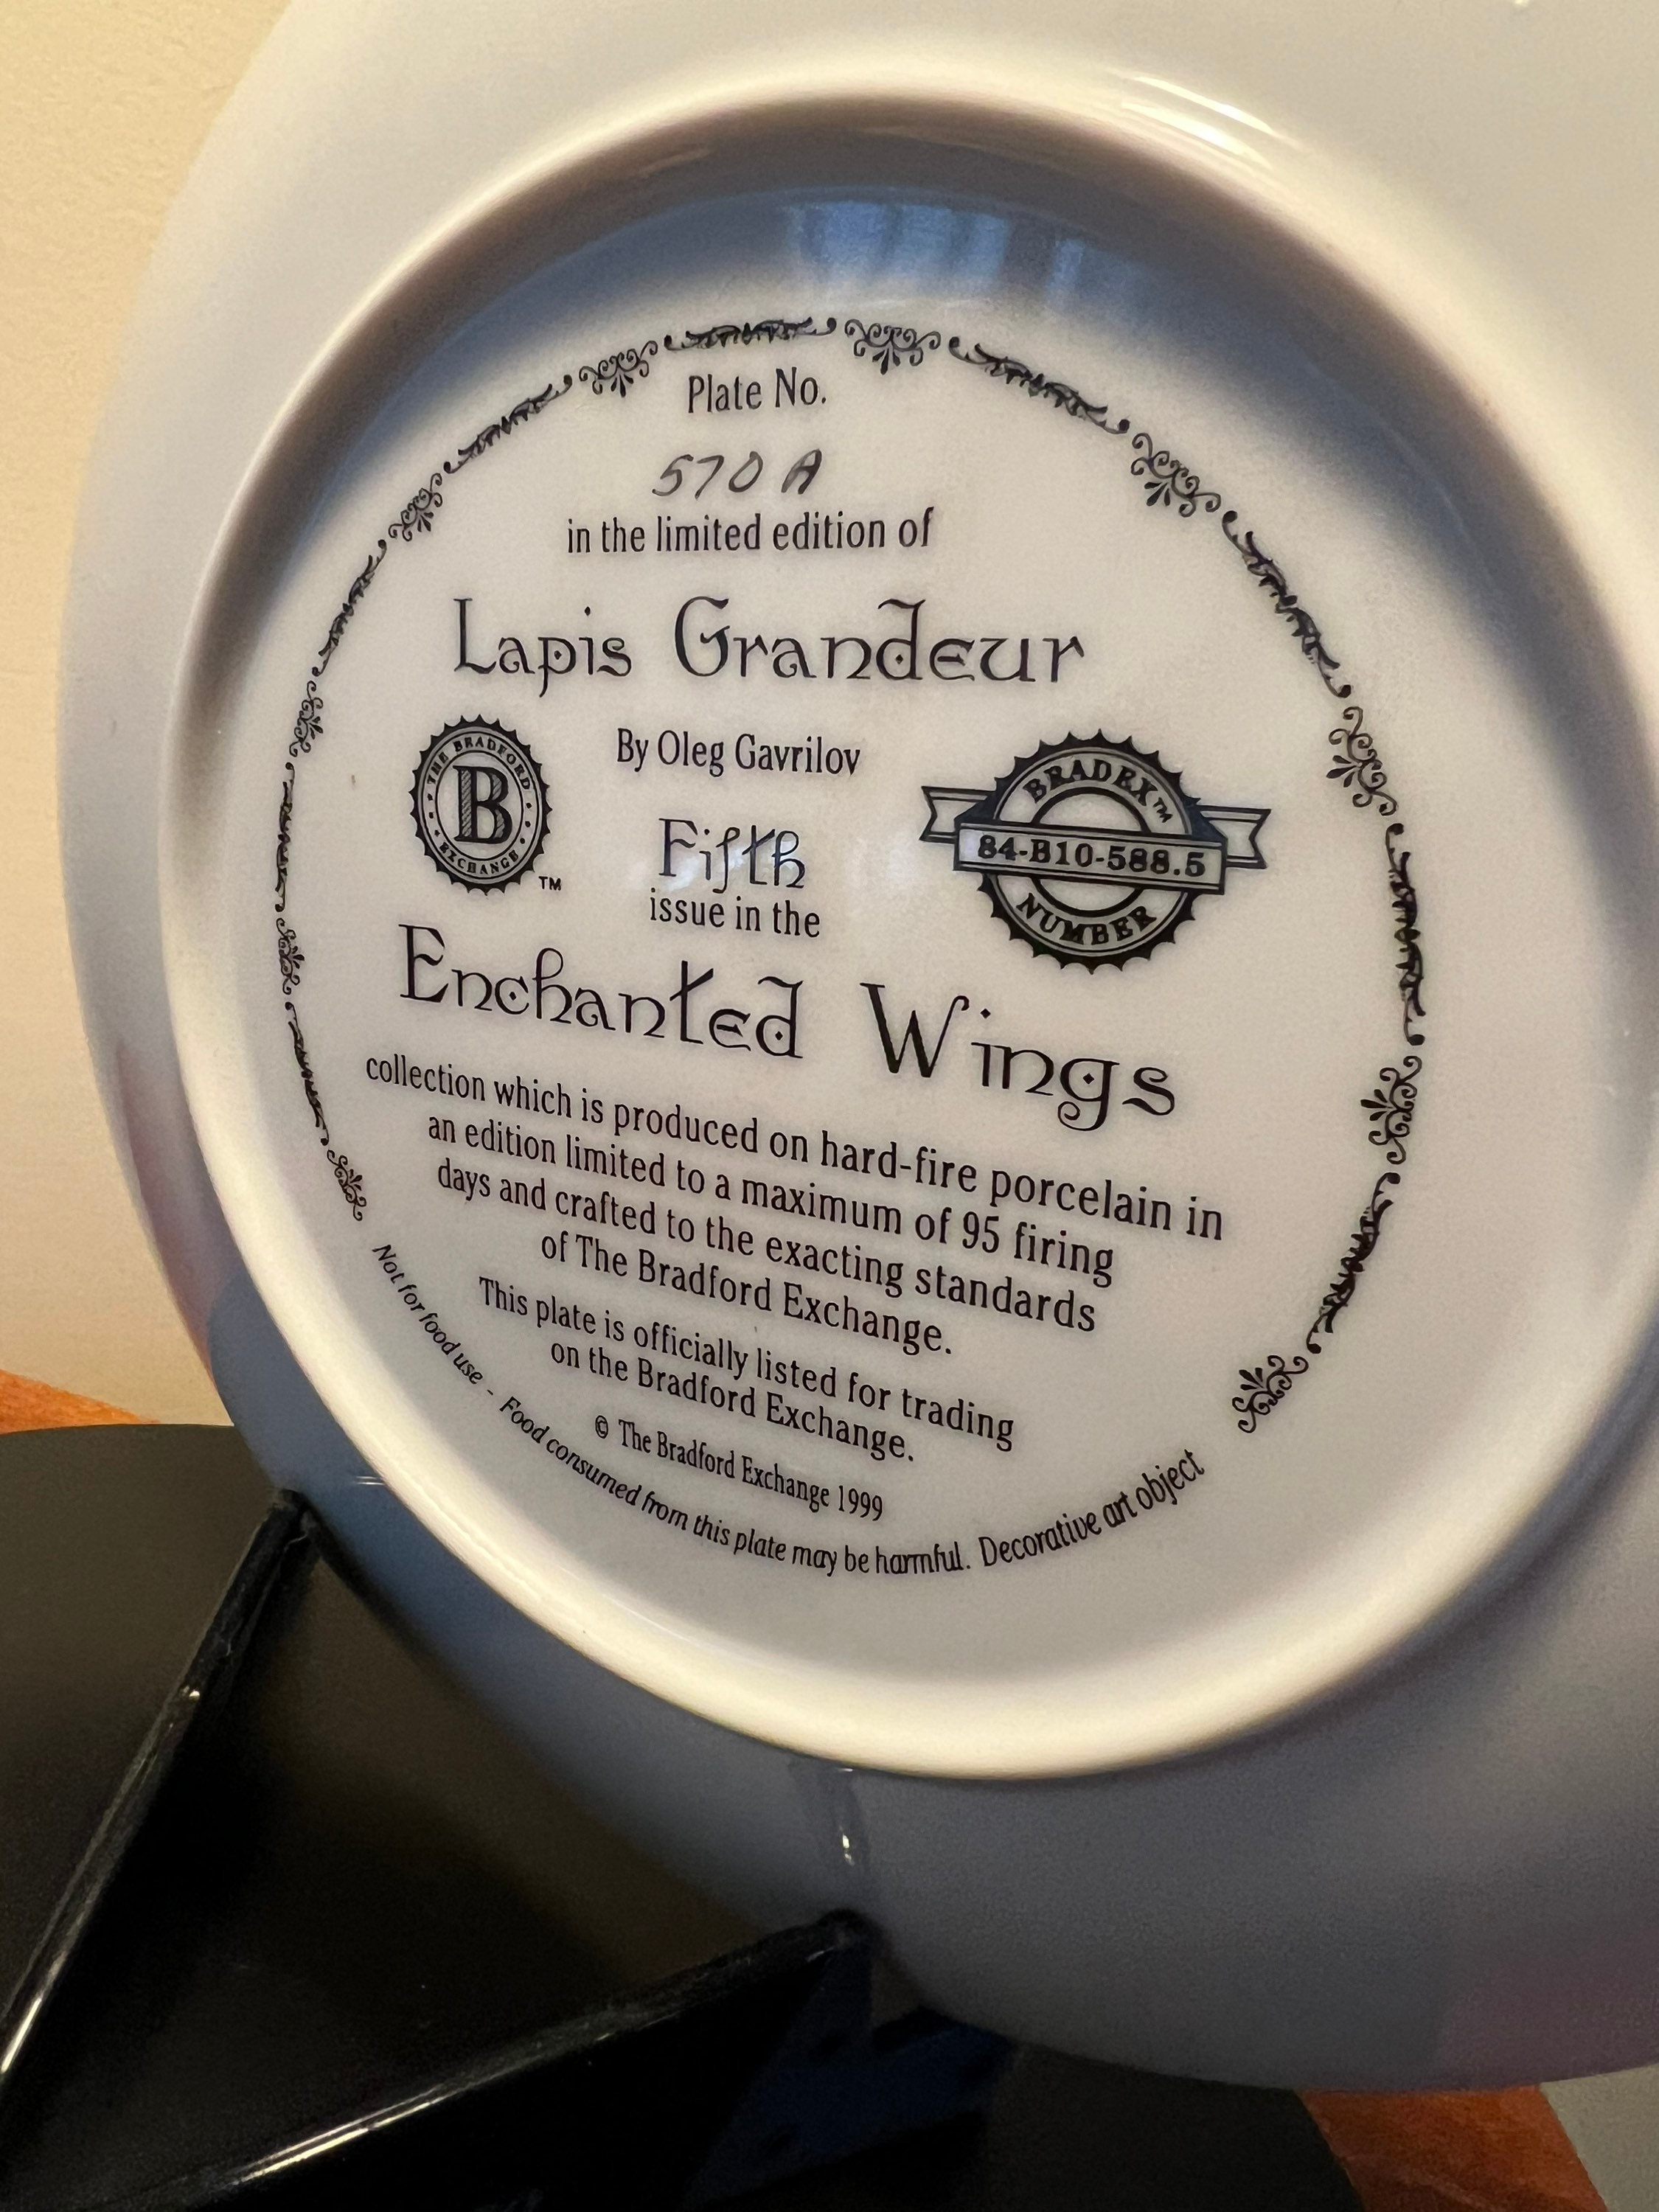 Plate No.
570 A
in the limited edition of
Lapis Grandeur
By Oleg Gavrilov
THE BRADFORD
B
EXCHANGE
TM
BRADEX™
84-B10-588.5
NUMBER
Fifth
issue in the
Enchanted Wings
collection which is produced on hard-fire porcelain in
an edition limited to a maximum of 95 firing
days and crafted to the exacting standards
of The Bradford Exchange.
This plate is officially listed for trading
on the Bradford Exchange.
© The Bradford Exchange 1999
Not for food use - Food consumed from this plate may be harmful. Decorative art object